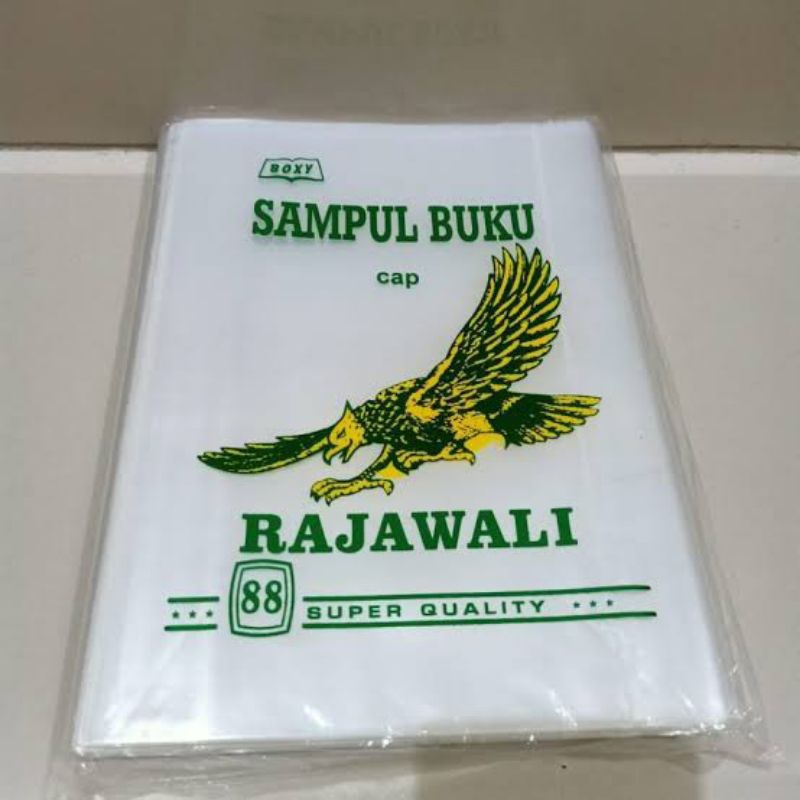 BOXY
SAMPUL BUKU
cap
RAJAWALI
*** 88 SUPER QUALITY ***